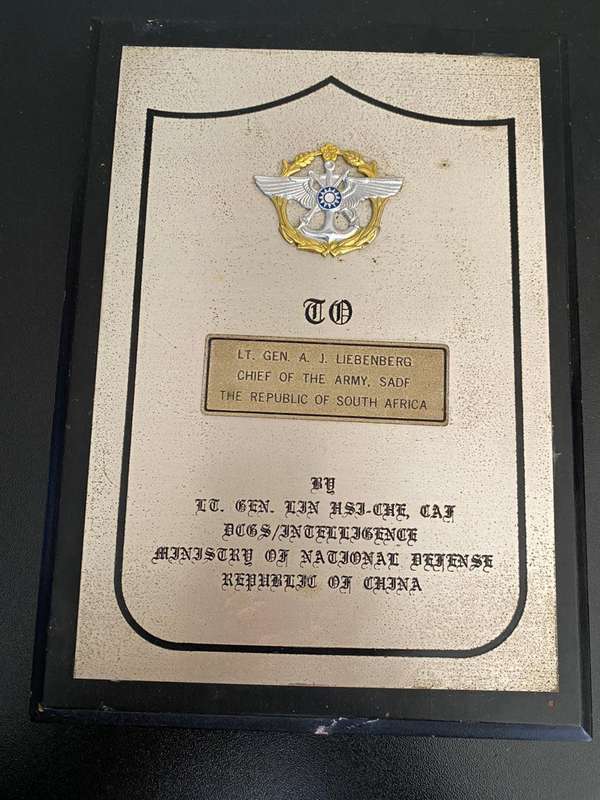 TO
LT. GEN. A. J. LIEBENBERG
CHIEF OF THE ARMY, SADF
THE REPUBLIC OF SOUTH AFRICA
BY
LT. GEN. LIN HSI-CHE, CAF
DCGS/INTELLIGENCE
MINISTRY OF NATIONAL DEFENSE
REPUBLIC OF CHINA